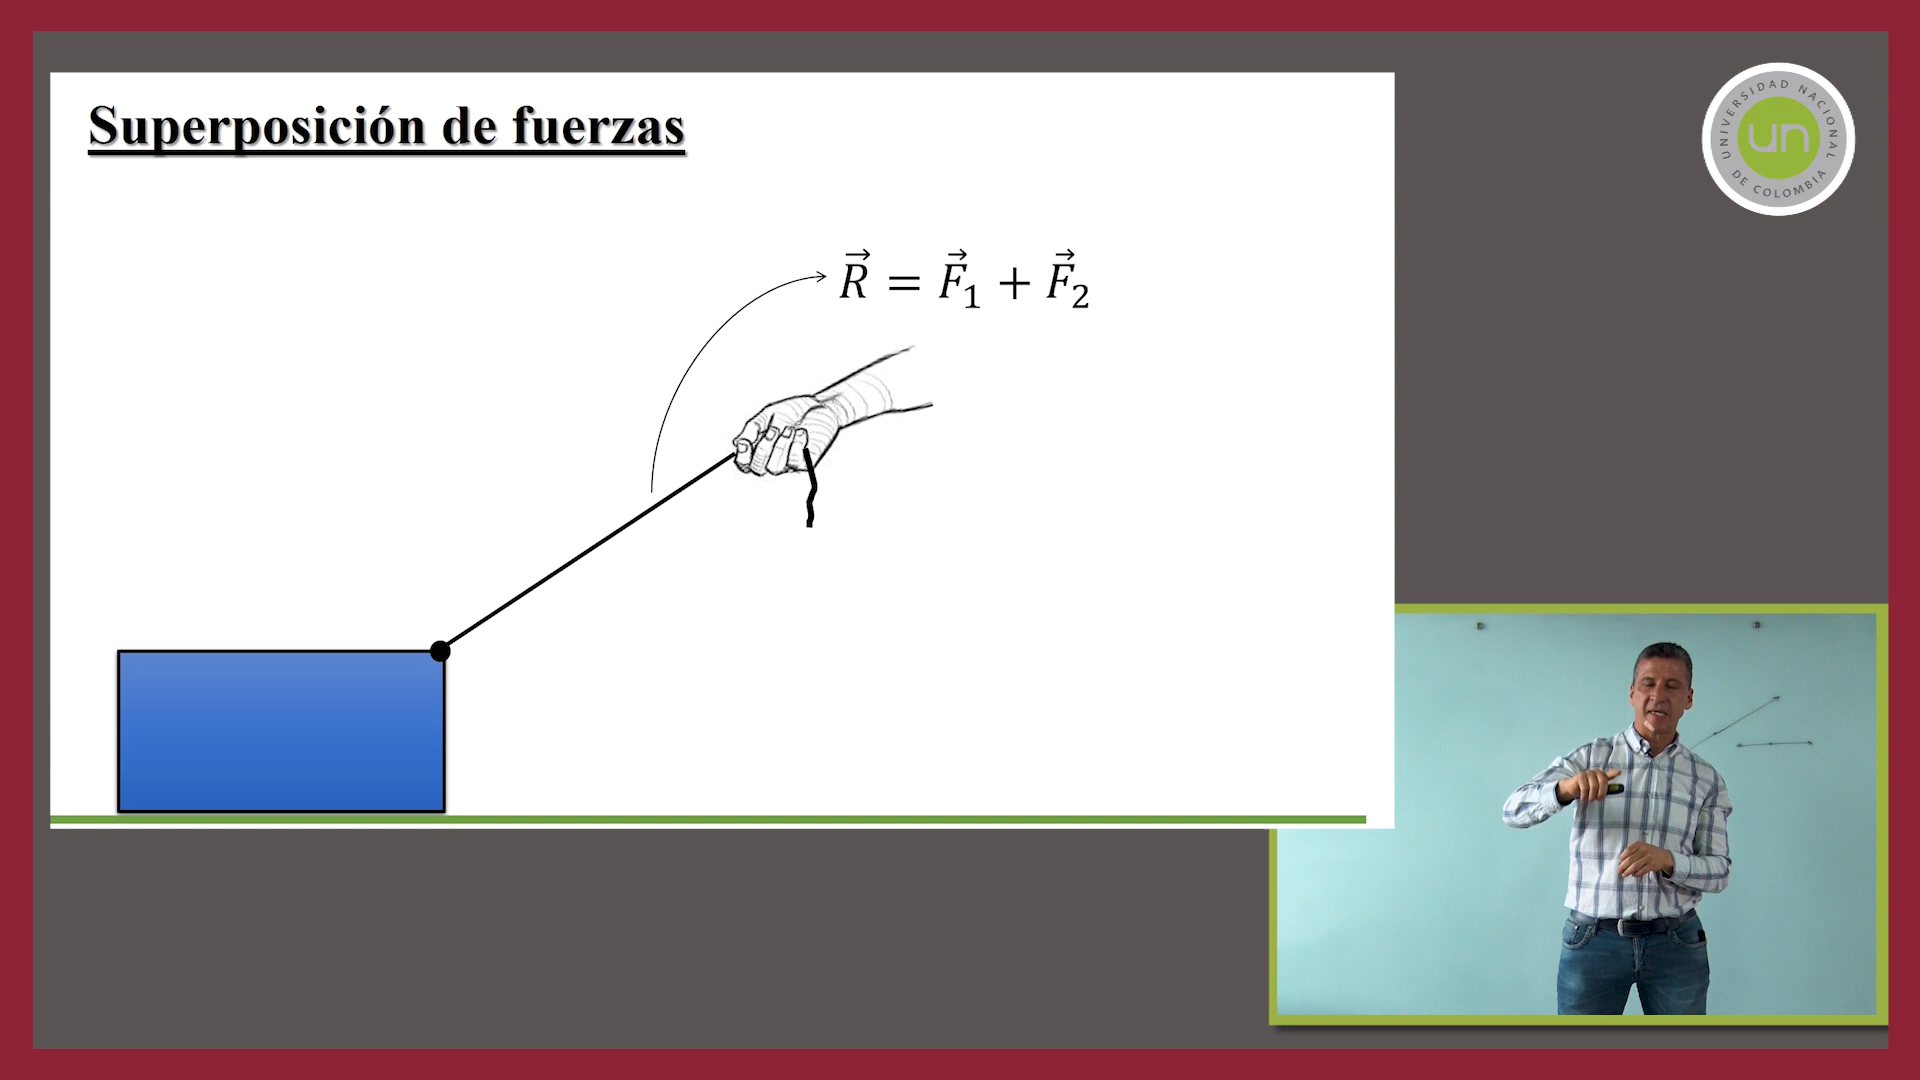 Superposición de fuerzas
R⃗ = F⃗₁ + F⃗₂
UNIVERSIDAD NACIONAL
DE COLOMBIA
un